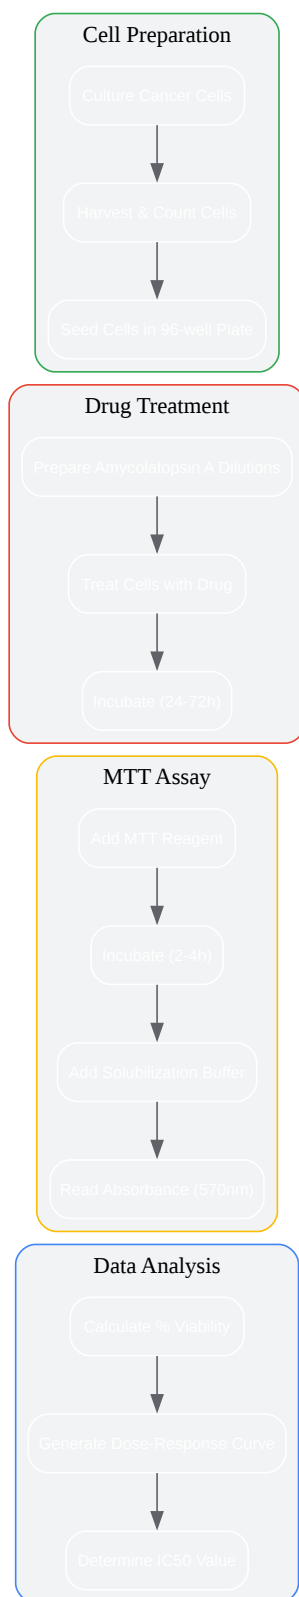 Cell Preparation
Culture Cancer Cells
Harvest & Count Cells
Seed Cells in 96-well Plate
Drug Treatment
Prepare Amycolatopsin A Dilutions
Treat Cells with Drug
Incubate (24-72h)
MTT Assay
Add MTT Reagent
Incubate (2-4h)
Add Solubilization Buffer
Read Absorbance (570nm)
Data Analysis
Calculate % Viability
Generate Dose-Response Curve
Determine IC50 Value